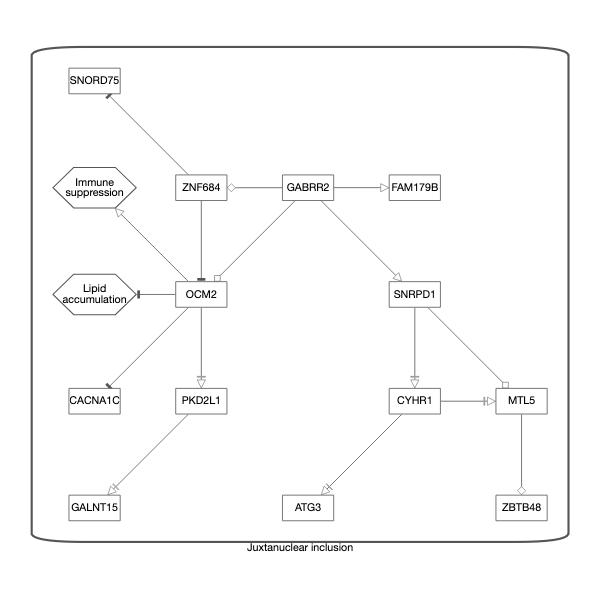 SNORD75
Immune
suppression
ZNF684
GABRR2
FAM179B
Lipid
accumulation
OCM2
SNRPD1
CACNA1C
PKD2L1
CYHR1
MTL5
GALNT15
ATG3
ZBTB48
Juxtanuclear inclusion